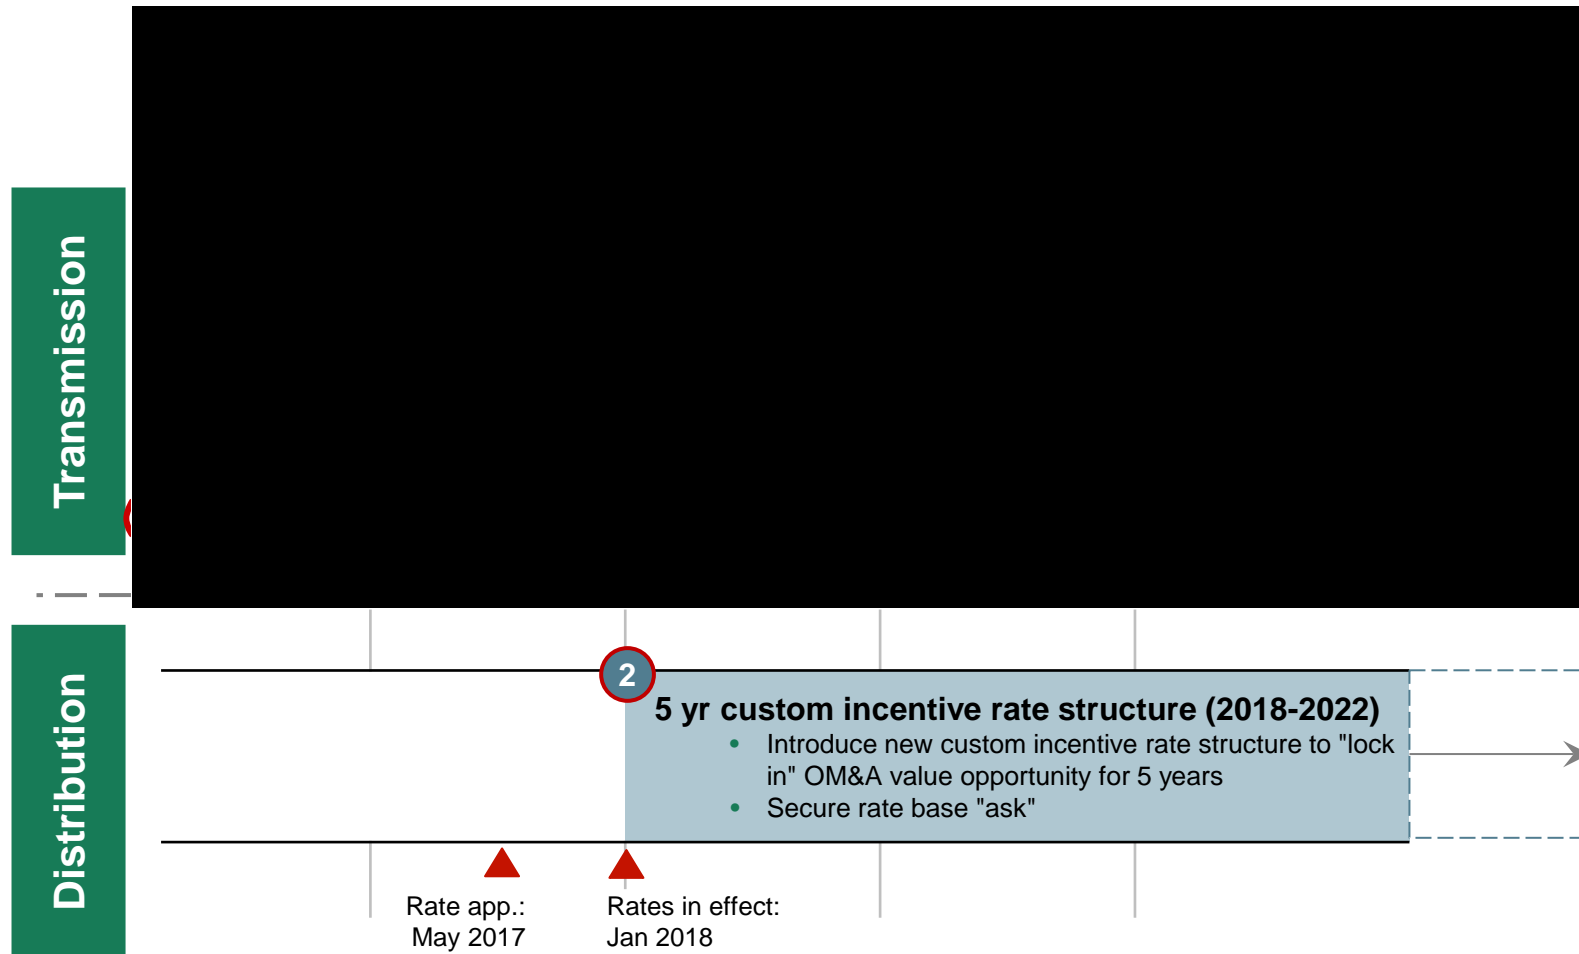 Transmission
Distribution
2
5 yr custom incentive rate structure (2018-2022)
• Introduce new custom incentive rate structure to "lock
in" OM&A value opportunity for 5 years
• Secure rate base "ask"
Rate app.:
May 2017
Rates in effect:
Jan 2018